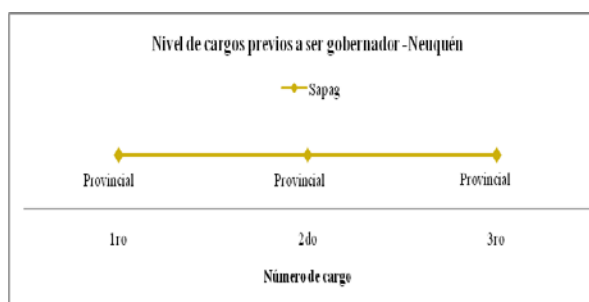 Nivel de cargos previos a ser gobernador -Neuquén
Sapag
Provincial Provincial Provincial
1ro 2do 3ro
Número de cargo